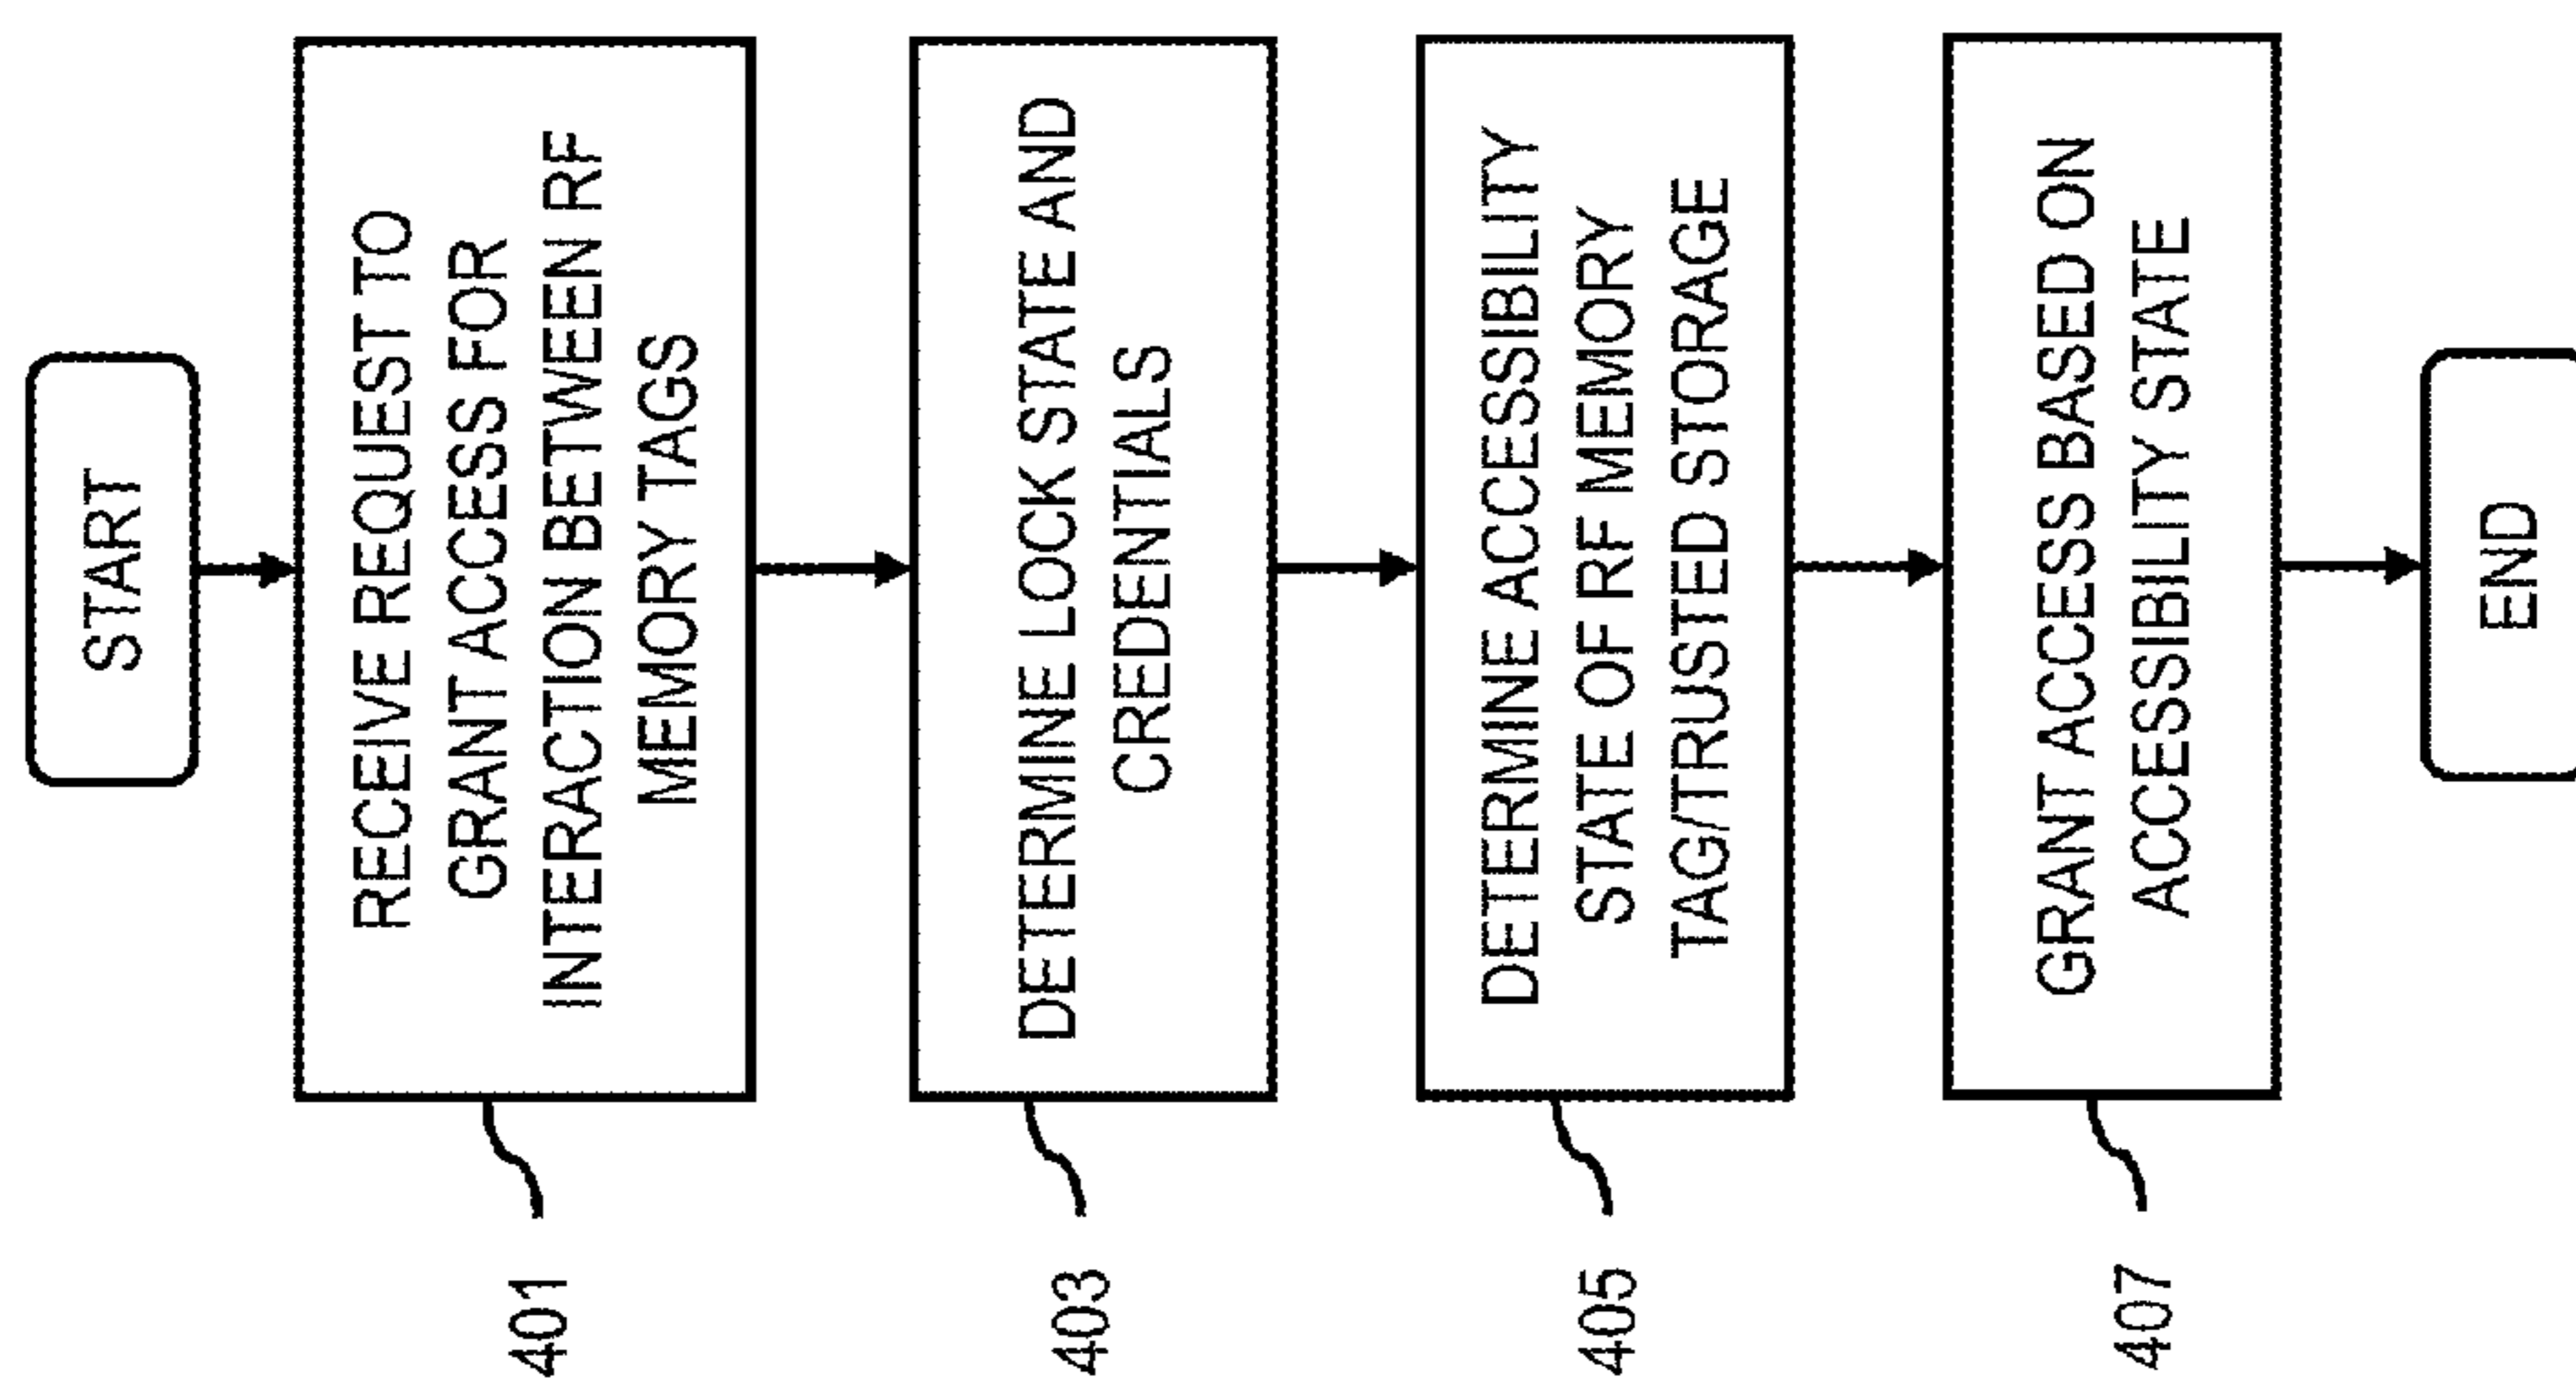 START
RECEIVE REQUEST TO
GRANT ACCESS FOR
INTERACTION BETWEEN RF
MEMORY TAGS
401
DETERMINE LOCK STATE AND
CREDENTIALS
403
DETERMINE ACCESSIBILITY
STATE OF RF MEMORY
TAG/TRUSTED STORAGE
405
GRANT ACCESS BASED ON
ACCESSIBILITY STATE
407
END